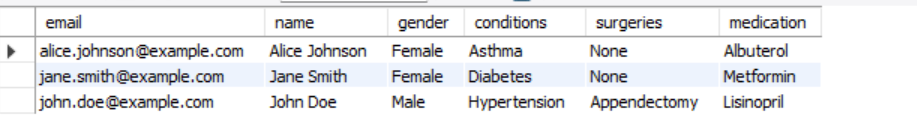 email name gender conditions surgeries medication
alice.johnson@example.com Alice Johnson Female Asthma None Albuterol
jane.smith@example.com Jane Smith Female Diabetes None Metformin
john.doe@example.com John Doe Male Hypertension Appendectomy Lisinopril